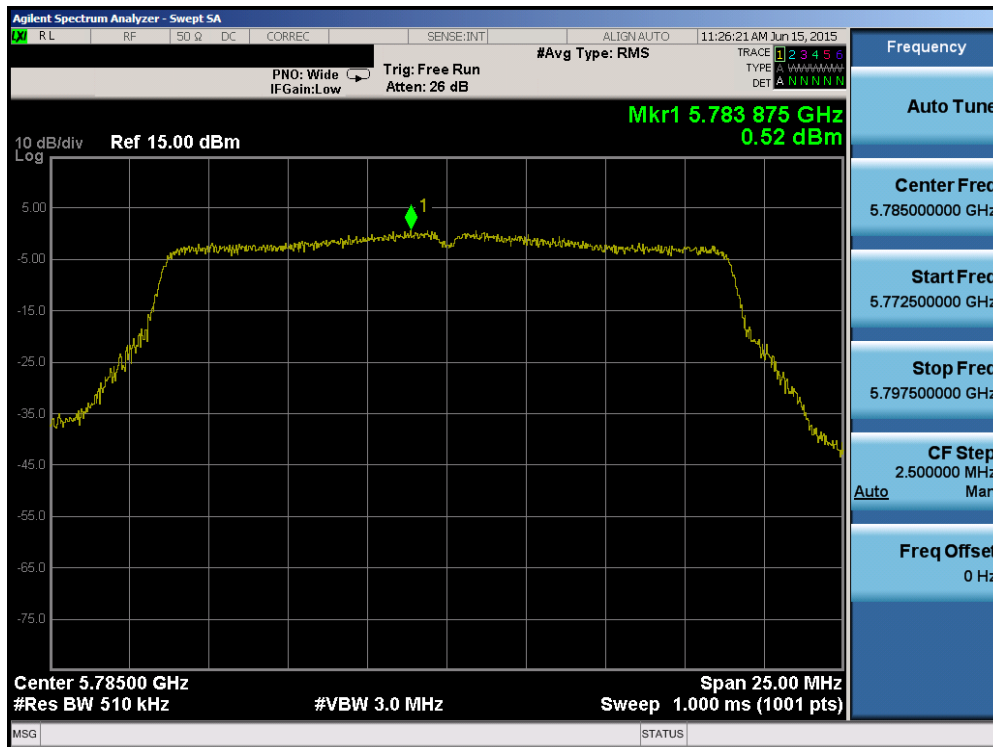 Agilent Spectrum Analyzer - Swept SA
LXI RL RF 50 Ω DC CORREC SENSE:INT ALIGN AUTO 11:26:21 AM Jun 15, 2015
#Avg Type: RMS TRACE 1 2 3 4 5 6
PNO: Wide Trig: Free Run TYPE A WWWWW
IFGain:Low Atten: 26 dB DET A N N N N N
Mkr1 5.783 875 GHz
0.52 dBm
10 dB/div Ref 15.00 dBm
Log
1
5.00
-5.00
-15.0
-25.0
-35.0
-45.0
-55.0
-65.0
-75.0
Center 5.78500 GHz Span 25.00 MHz
#Res BW 510 kHz #VBW 3.0 MHz Sweep 1.000 ms (1001 pts)
MSG STATUS
Frequency
Auto Tune
Center Freq
5.785000000 GHz
Start Freq
5.772500000 GHz
Stop Freq
5.797500000 GHz
CF Step
2.500000 MHz
Auto Man
Freq Offset
0 Hz